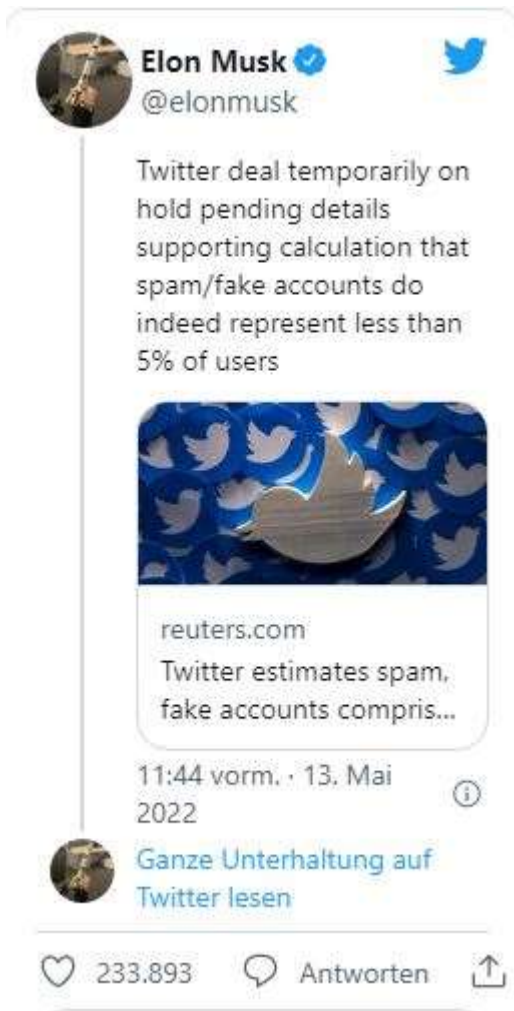 Elon Musk
@elonmusk
Twitter deal temporarily on
hold pending details
supporting calculation that
spam/fake accounts do
indeed represent less than
5% of users
reuters.com
Twitter estimates spam,
fake accounts compris...
11:44 vorm. · 13. Mai
2022
Ganze Unterhaltung auf
Twitter lesen
233.893 Antworten